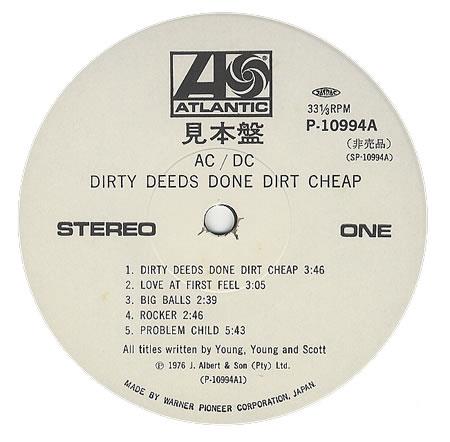 ATLANTIC
見本盤
JASRAC
33⅓RPM
P-10994A
(非売品)
(SP-10994A)
AC/DC
DIRTY DEEDS DONE DIRT CHEAP
STEREO
ONE
1. DIRTY DEEDS DONE DIRT CHEAP 3:46
2. LOVE AT FIRST FEEL 3:05
3. BIG BALLS 2:39
4. ROCKER 2:46
5. PROBLEM CHILD 5:43
All titles written by Young, Young and Scott
Ⓟ 1976 J. Albert & Son (Pty) Ltd.
(P-10994A1)
MADE BY WARNER PIONEER CORPORATION, JAPAN.